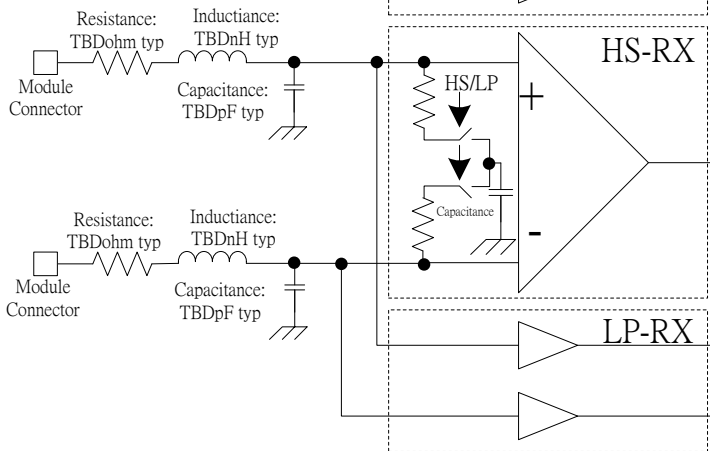 Resistance:
TBDohm typ
Inductiance:
TBDnH typ
Module
Connector
Capacitance:
TBDpF typ
HS-RX
HS/LP
+
Capacitance
-
Resistance:
TBDohm typ
Inductiance:
TBDnH typ
Module
Connector
Capacitance:
TBDpF typ
LP-RX